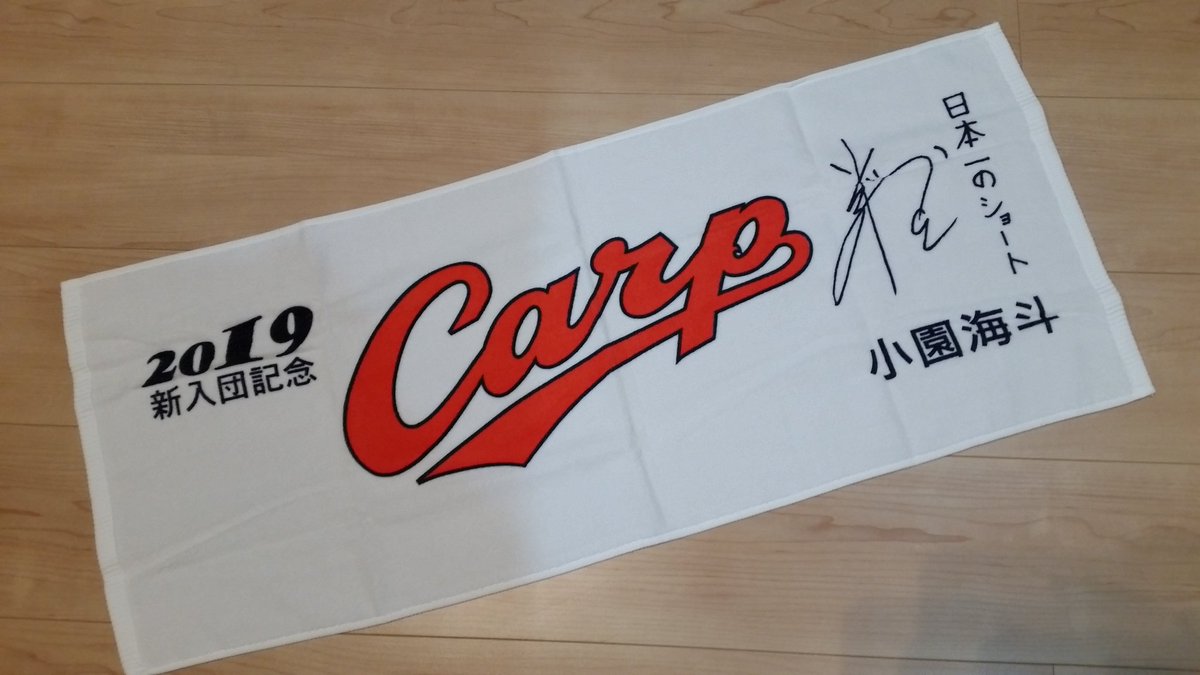 2019
新入団記念
Carp
日本一のショート
小園海斗